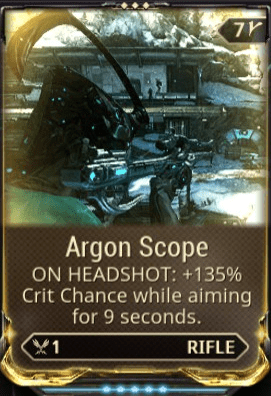 7
Argon Scope
ON HEADSHOT: +135%
Crit Chance while aiming
for 9 seconds.
1 RIFLE